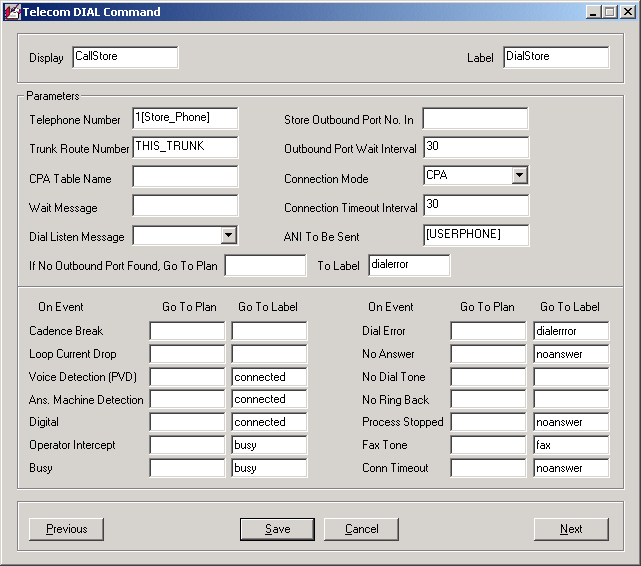 Telecom DIAL Command
Display CallStore Label DialStore
Parameters
Telephone Number 1[Store_Phone] Store Outbound Port No. In
Trunk Route Number THIS_TRUNK Outbound Port Wait Interval 30
CPA Table Name Connection Mode CPA
Wait Message Connection Timeout Interval 30
Dial Listen Message ANI To Be Sent [USERPHONE]
If No Outbound Port Found, Go To Plan To Label dialerror
On Event Go To Plan Go To Label On Event Go To Plan Go To Label
Cadence Break Dial Error dialerrror
Loop Current Drop No Answer noanswer
Voice Detection (PVD) connected No Dial Tone
Ans. Machine Detection connected No Ring Back
Digital connected Process Stopped noanswer
Operator Intercept busy Fax Tone fax
Busy busy Conn Timeout noanswer
Previous Save Cancel Next